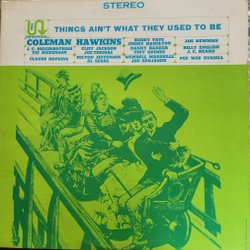 STEREO
THINGS AIN'T WHAT THEY USED TO BE
COLEMAN HAWKINS
J. C. HIGGINBOTHAM
VIC DICKENSON
CLAUDE HOPKINS
CLIFF JACKSON
JOE THOMAS
HILTON JEFFERSON
AL SEARS
BUDDY TATE
JIMMY HAMILTON
DANNY BARKER
TINY GRIMES
WENDELL MARSHALL
JOE BENJAMIN
JOE NEWMAN
BILLY ENGLISH
J. C. HEARD
PEE WEE RUSSELL